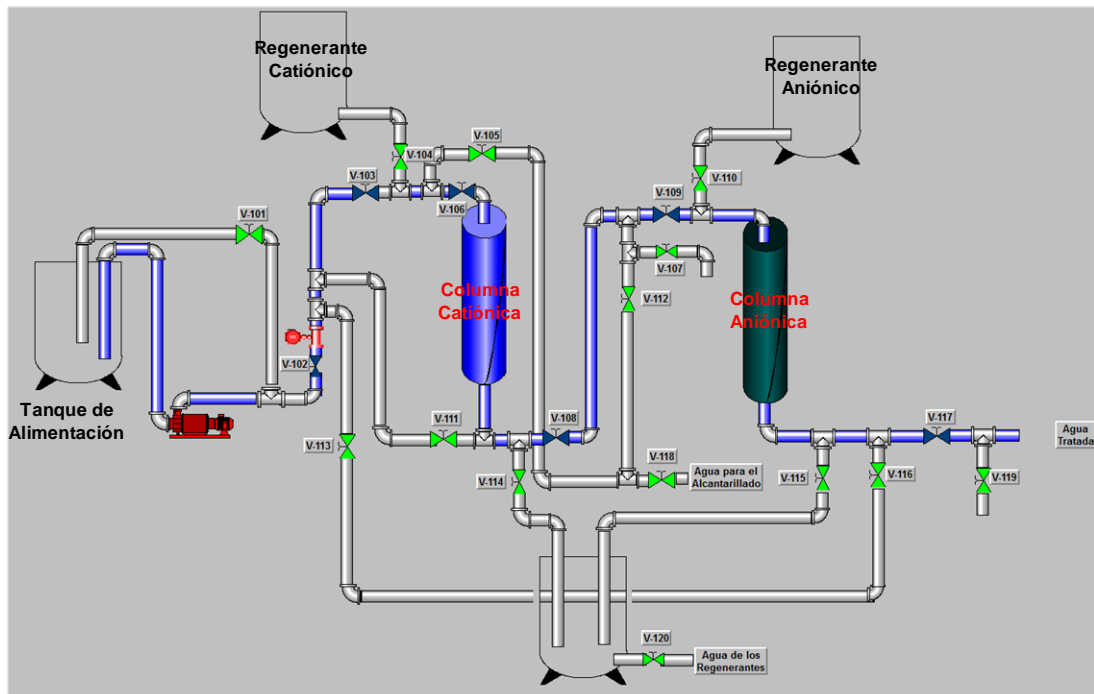 Regenerante
Catiónico
Regenerante
Aniónico
V-105
V-104
V-103
V-106
V-110
V-109
V-101
V-107
V-112
Columna
Catiónica
Columna
Aniónica
V-102
Tanque de
Alimentación
V-111
V-108
V-117
Agua
Tratada
V-113
V-118
V-114
Agua para el
Alcantarillado
V-115
V-116
V-119
V-120
Agua de los
Regenerantes